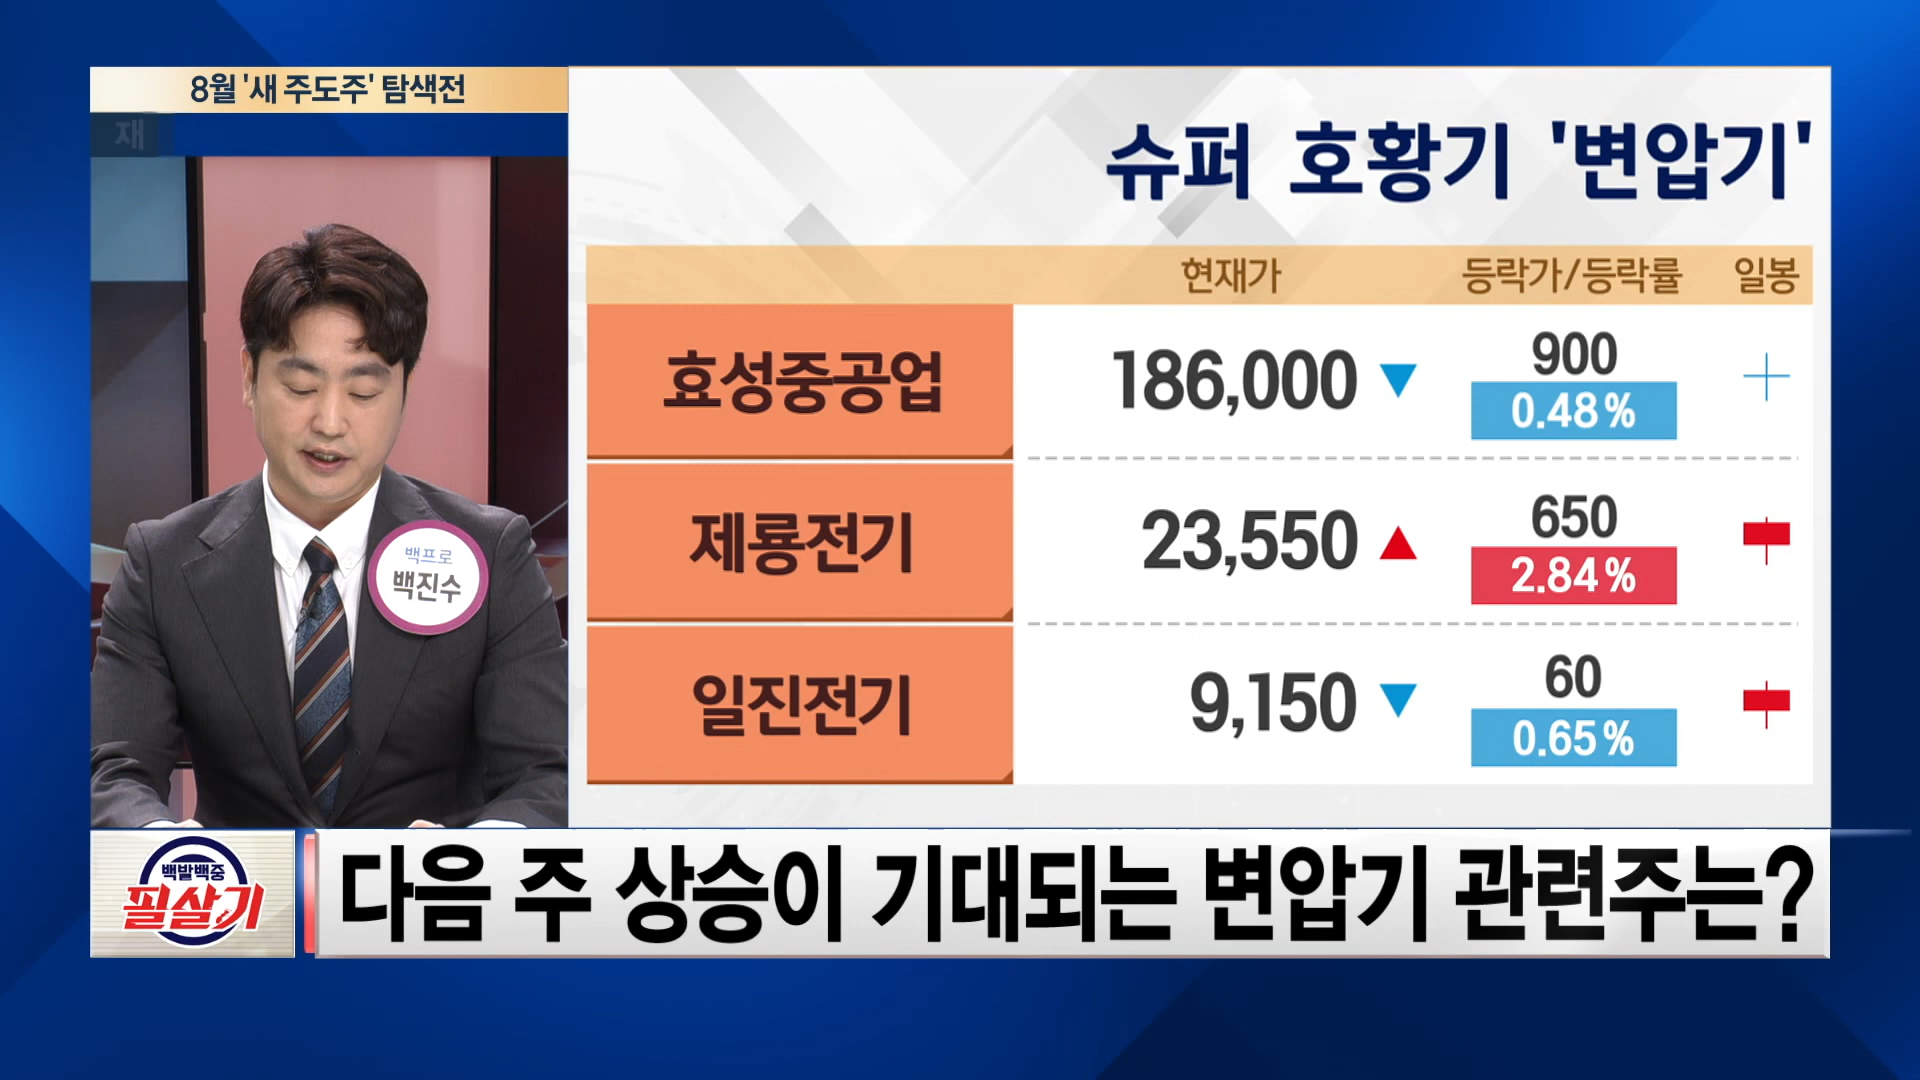 8월 '새 주도주' 탐색전
재
슈퍼 호황기 '변압기'
현재가 등락가/등락률 일봉
효성중공업 186,000 ▼ 900 0.48%
제룡전기 23,550 ▲ 650 2.84%
일진전기 9,150 ▼ 60 0.65%
백프로
백진수
백발백중
필살기
다음 주 상승이 기대되는 변압기 관련주는?